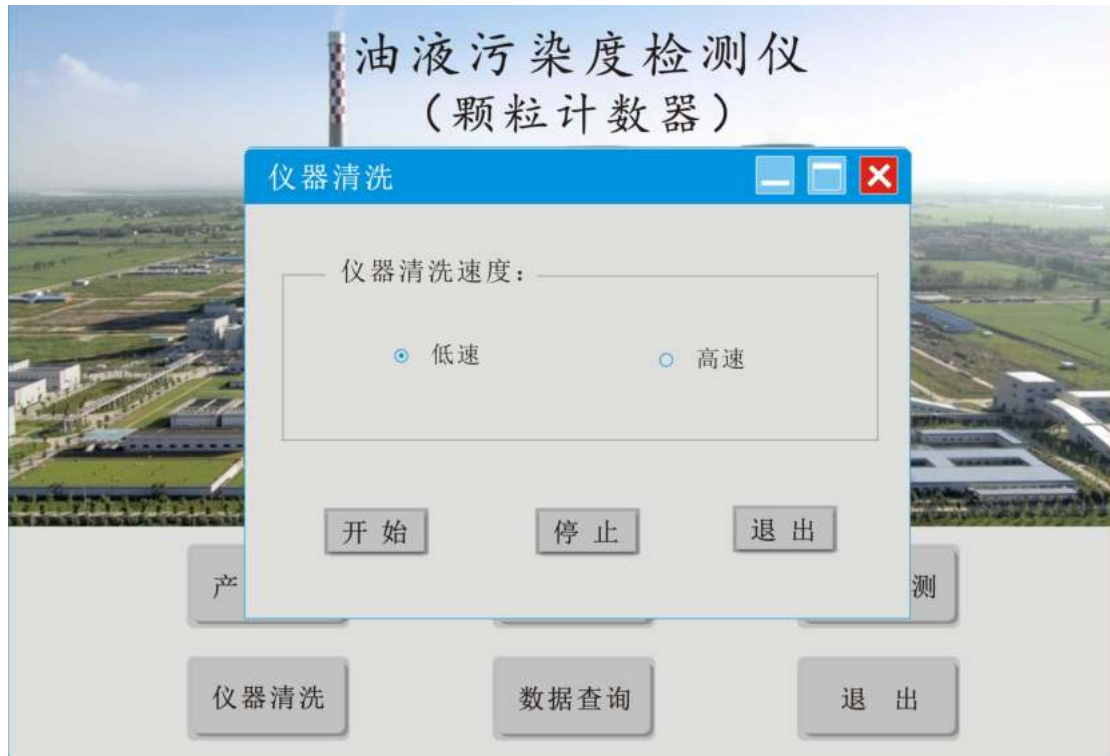 油液污染度检测仪
（颗粒计数器）
仪器清洗
仪器清洗速度：
低速 高速
开始 停止 退出
产 测
仪器清洗 数据查询 退出